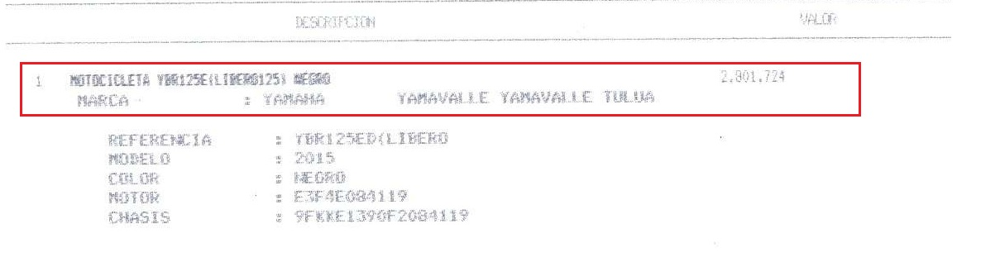 DESCRIPCION VALOR
1 MOTOCICLETA YBR125E(LIBERO125) NEGRO 2.801.724
MARCA : YAMAHA YAMAVALLE YAMAVALLE TULUA
REFERENCIA : YBR125ED(LIBERO
MODELO : 2015
COLOR : NEGRO
MOTOR : E3F4E084119
CHASIS : 9FKKE1390F2084119